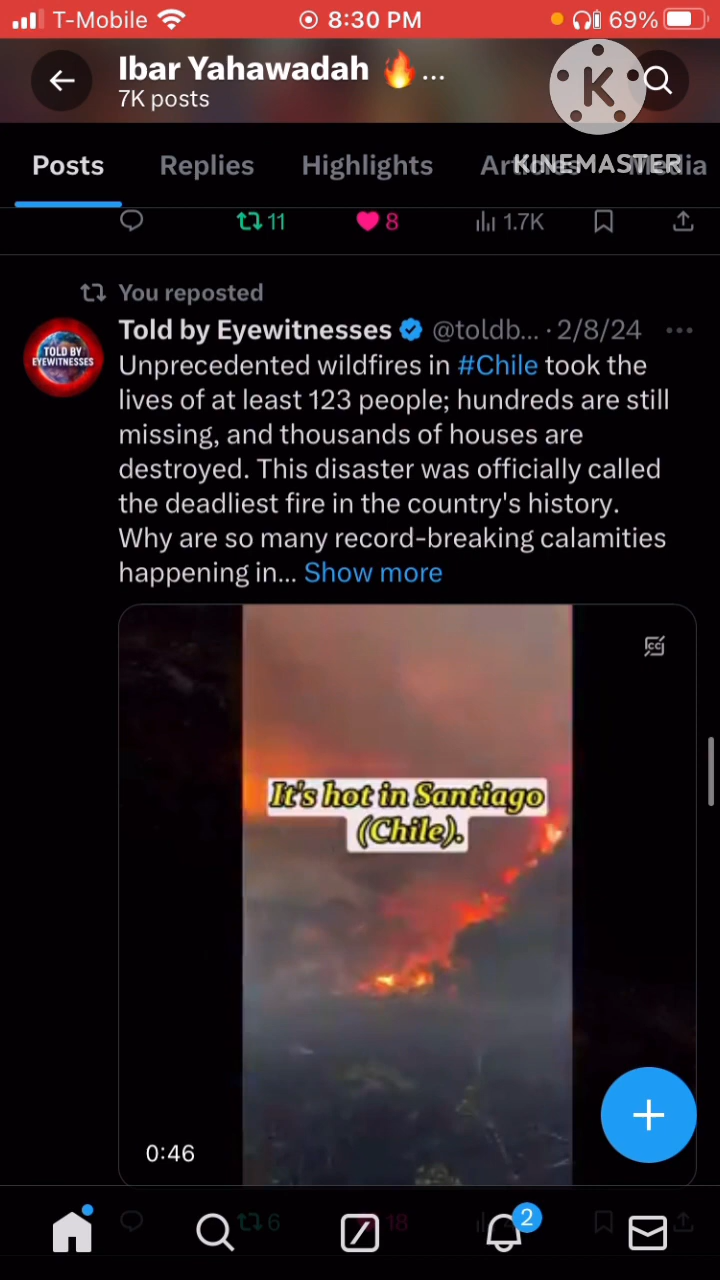 T-Mobile 8:30 PM 69%
Ibar Yahawadah 🔥...
7K posts
K
KINEMASTER
Posts Replies Highlights Articles Media
11 8 1.7K
You reposted
Told by Eyewitnesses @toldb... · 2/8/24
TOLD BY
EYEWITNESSES
Unprecedented wildfires in #Chile took the
lives of at least 123 people; hundreds are still
missing, and thousands of houses are
destroyed. This disaster was officially called
the deadliest fire in the country's history.
Why are so many record-breaking calamities
happening in... Show more
CC
It's hot in Santiago
(Chile).
0:46
6 18
2